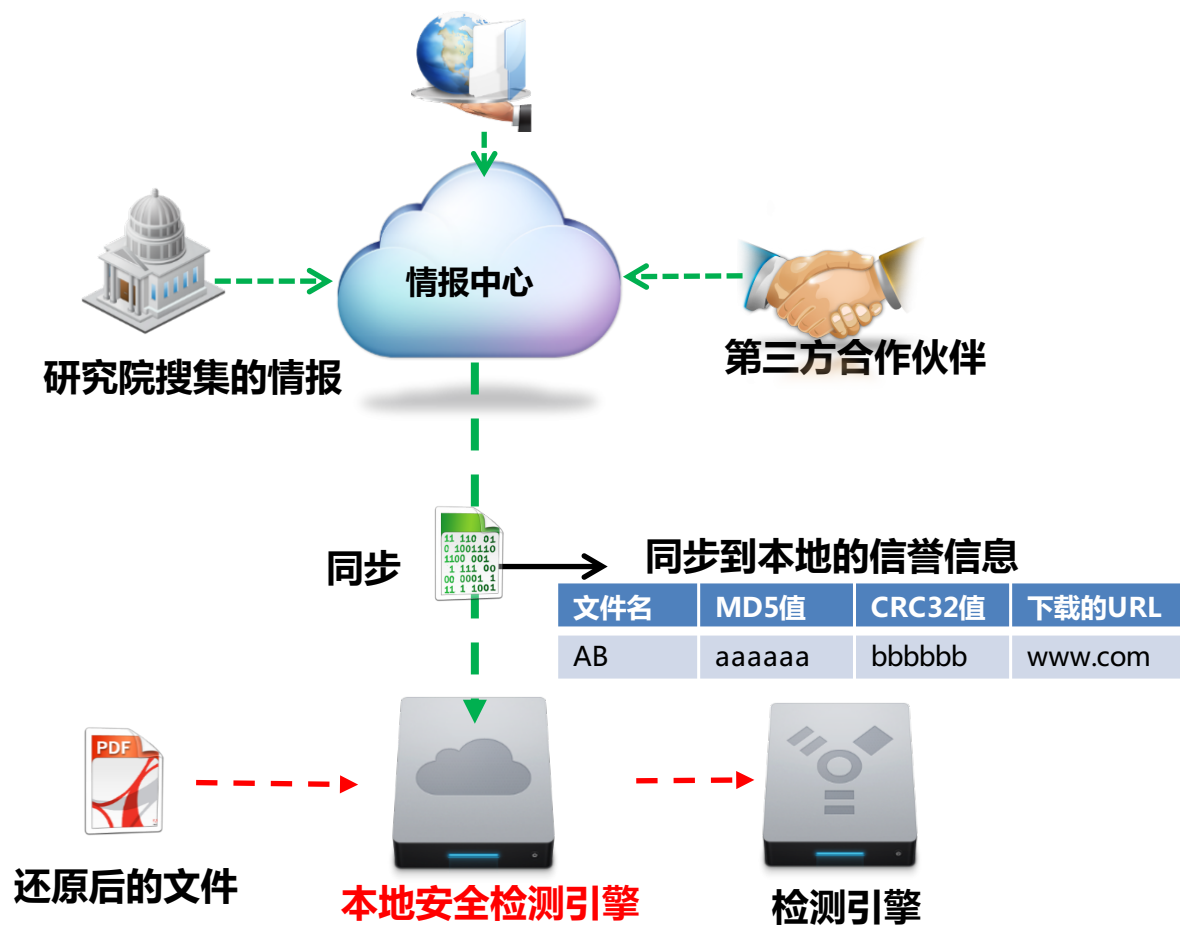 情报中心
研究院搜集的情报
第三方合作伙伴
11 110 01
0 1001110
1100 001
1 111 00
00 0001 1
11 1 1001
同步
同步到本地的信誉信息
文件名 MD5值 CRC32值 下载的URL
AB aaaaaa bbbbbb www.com
PDF
还原后的文件
本地安全检测引擎
检测引擎